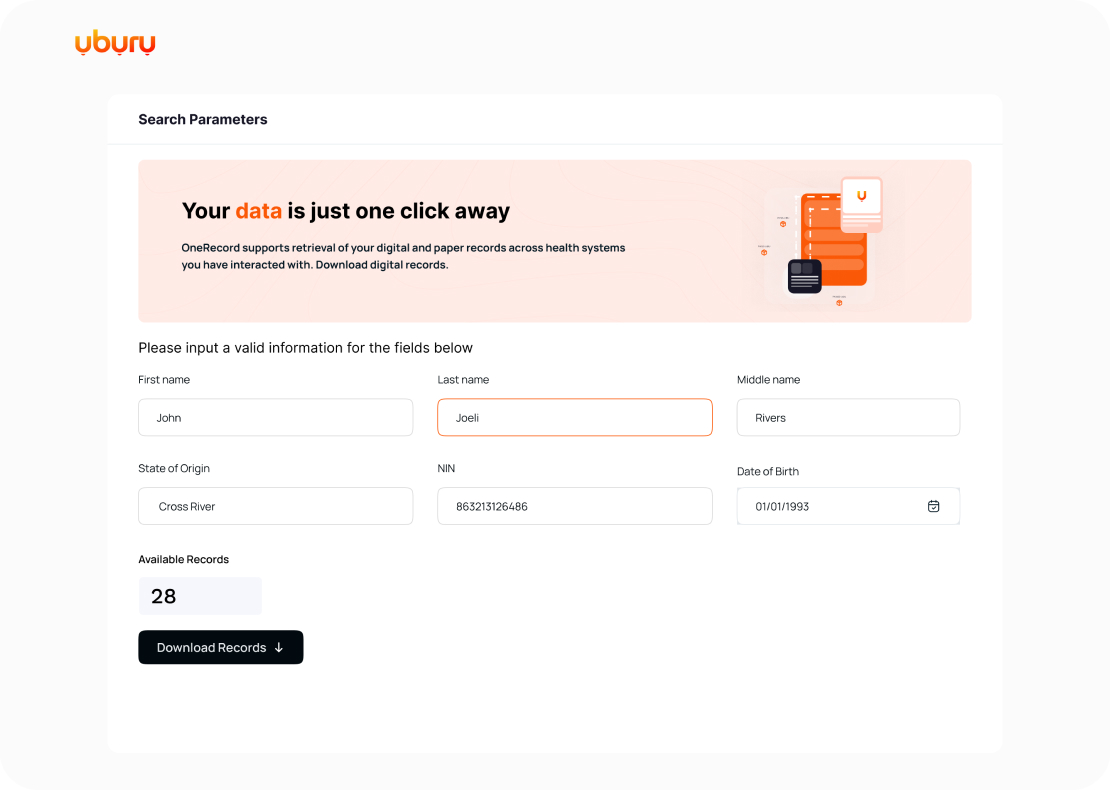 uburu
Search Parameters
Your data is just one click away
OneRecord supports retrieval of your digital and paper records across health systems
you have interacted with. Download digital records.
Please input a valid information for the fields below
First name
Last name
Middle name
John
Joeli
Rivers
State of Origin
NIN
Date of Birth
Cross River
863213126486
01/01/1993
Available Records
28
Download Records ↓